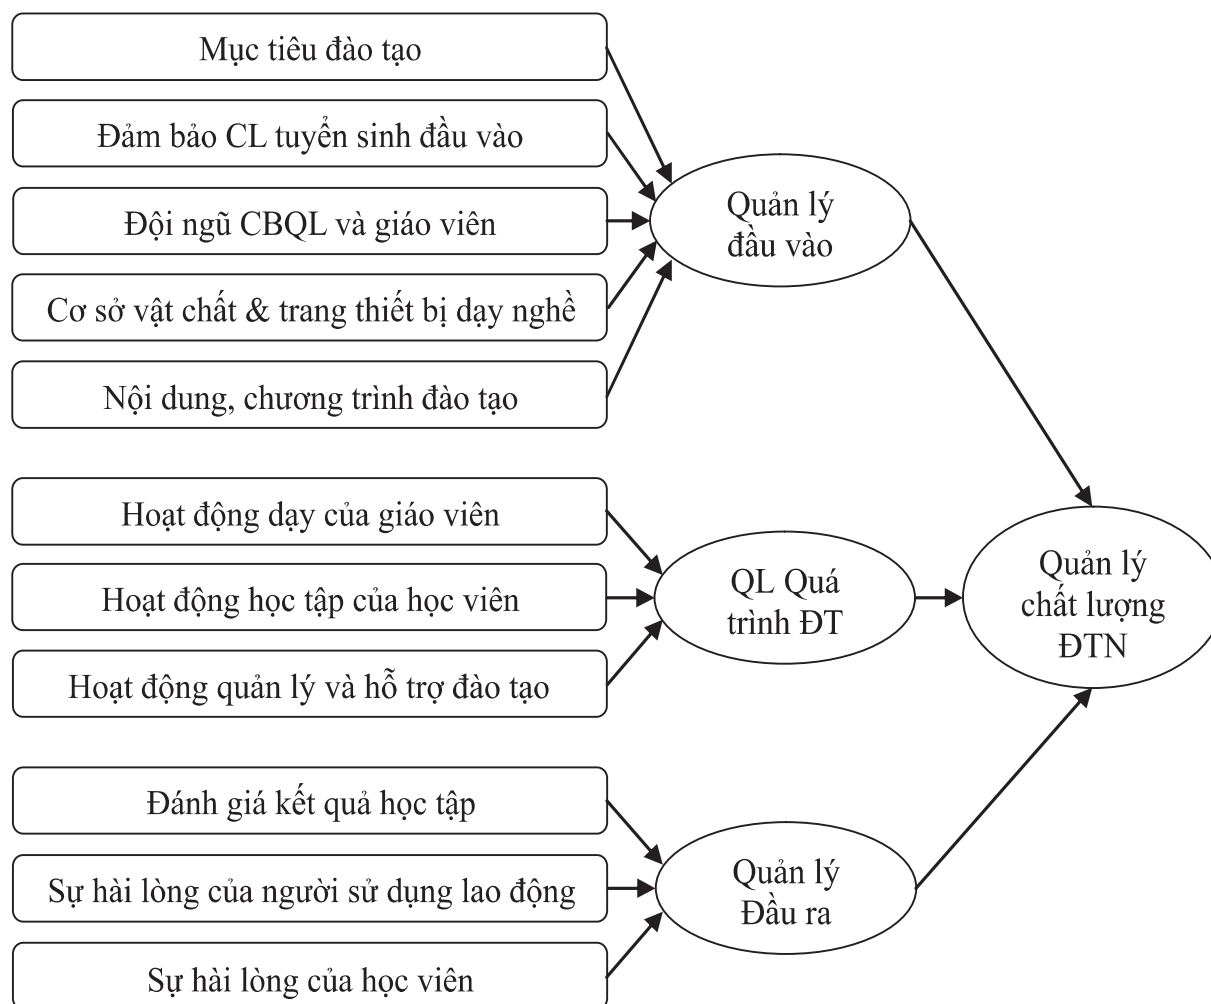 Mục tiêu đào tạo
Đảm bảo CL tuyển sinh đầu vào
Đội ngũ CBQL và giáo viên
Cơ sở vật chất & trang thiết bị dạy nghề
Nội dung, chương trình đào tạo
Quản lý
đầu vào
Hoạt động dạy của giáo viên
Hoạt động học tập của học viên
Hoạt động quản lý và hỗ trợ đào tạo
QL Quá
trình ĐT
Đánh giá kết quả học tập
Sự hài lòng của người sử dụng lao động
Sự hài lòng của học viên
Quản lý
Đầu ra
Quản lý
chất lượng
ĐTN